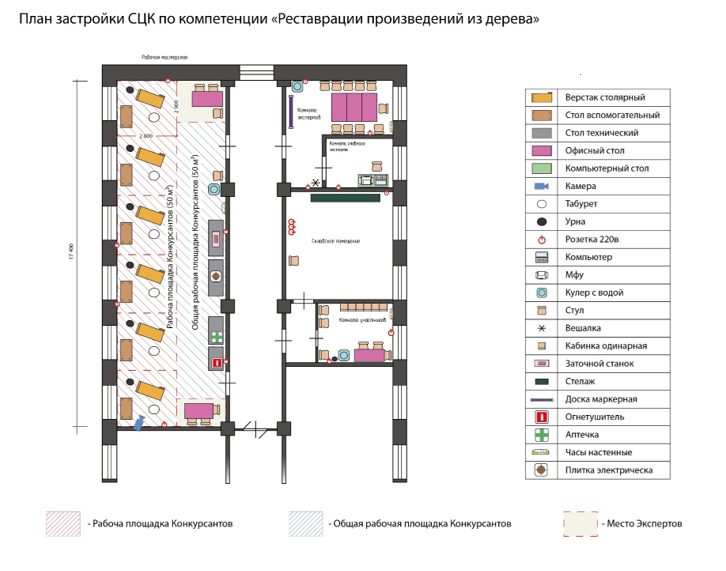 План застройки СЦК по компетенции «Реставрации произведений из дерева»
Рабочая мастерская
2 900
2 600
17 400
Рабоча площадка Конкурсантов (50 м²)
Общая рабочая площадка Конкурсантов (50 м²)
Комната
экспертов
Комната главного
эксперта
Складское помещение
Комната участников
Верстак столярный
Стол вспомогательный
Стол технический
Офисный стол
Компьютерный стол
Камера
Табурет
Урна
Розетка 220в
Компьютер
Мфу
Кулер с водой
Стул
Вешалка
Кабинка одинарная
Заточной станок
Стелаж
Доска маркерная
Огнетушитель
Аптечка
Часы настенные
Плитка электрическа
- Рабоча площадка Конкурсантов
- Общая рабочая площадка Конкурсантов
- Место Экспертов